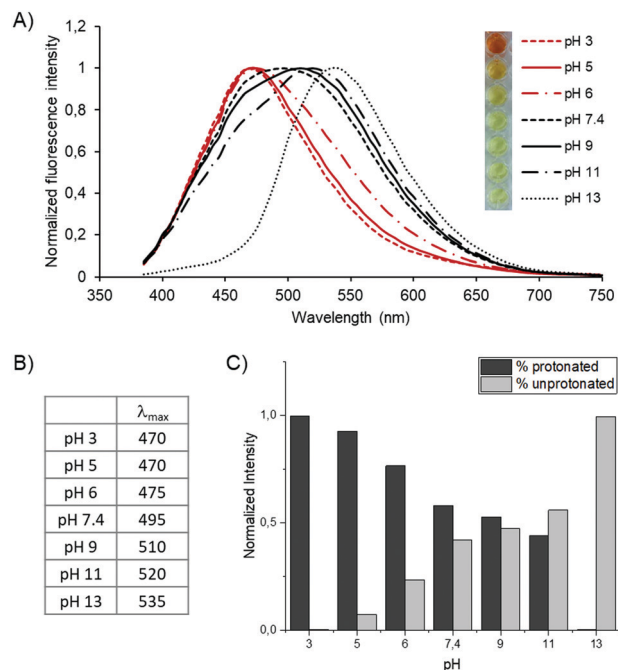 A)
Normalized fluorescence intensity
1,2
1
0,8
0,6
0,4
0,2
0
350 400 450 500 550 600 650 700 750
Wavelength (nm)
pH 3
pH 5
pH 6
pH 7.4
pH 9
pH 11
pH 13
B)
λmax
pH 3 470
pH 5 470
pH 6 475
pH 7.4 495
pH 9 510
pH 11 520
pH 13 535
C)
% protonated
% unprotonated
Normalized Intensity
1,0
0,5
0,0
3 5 6 7,4 9 11 13
pH